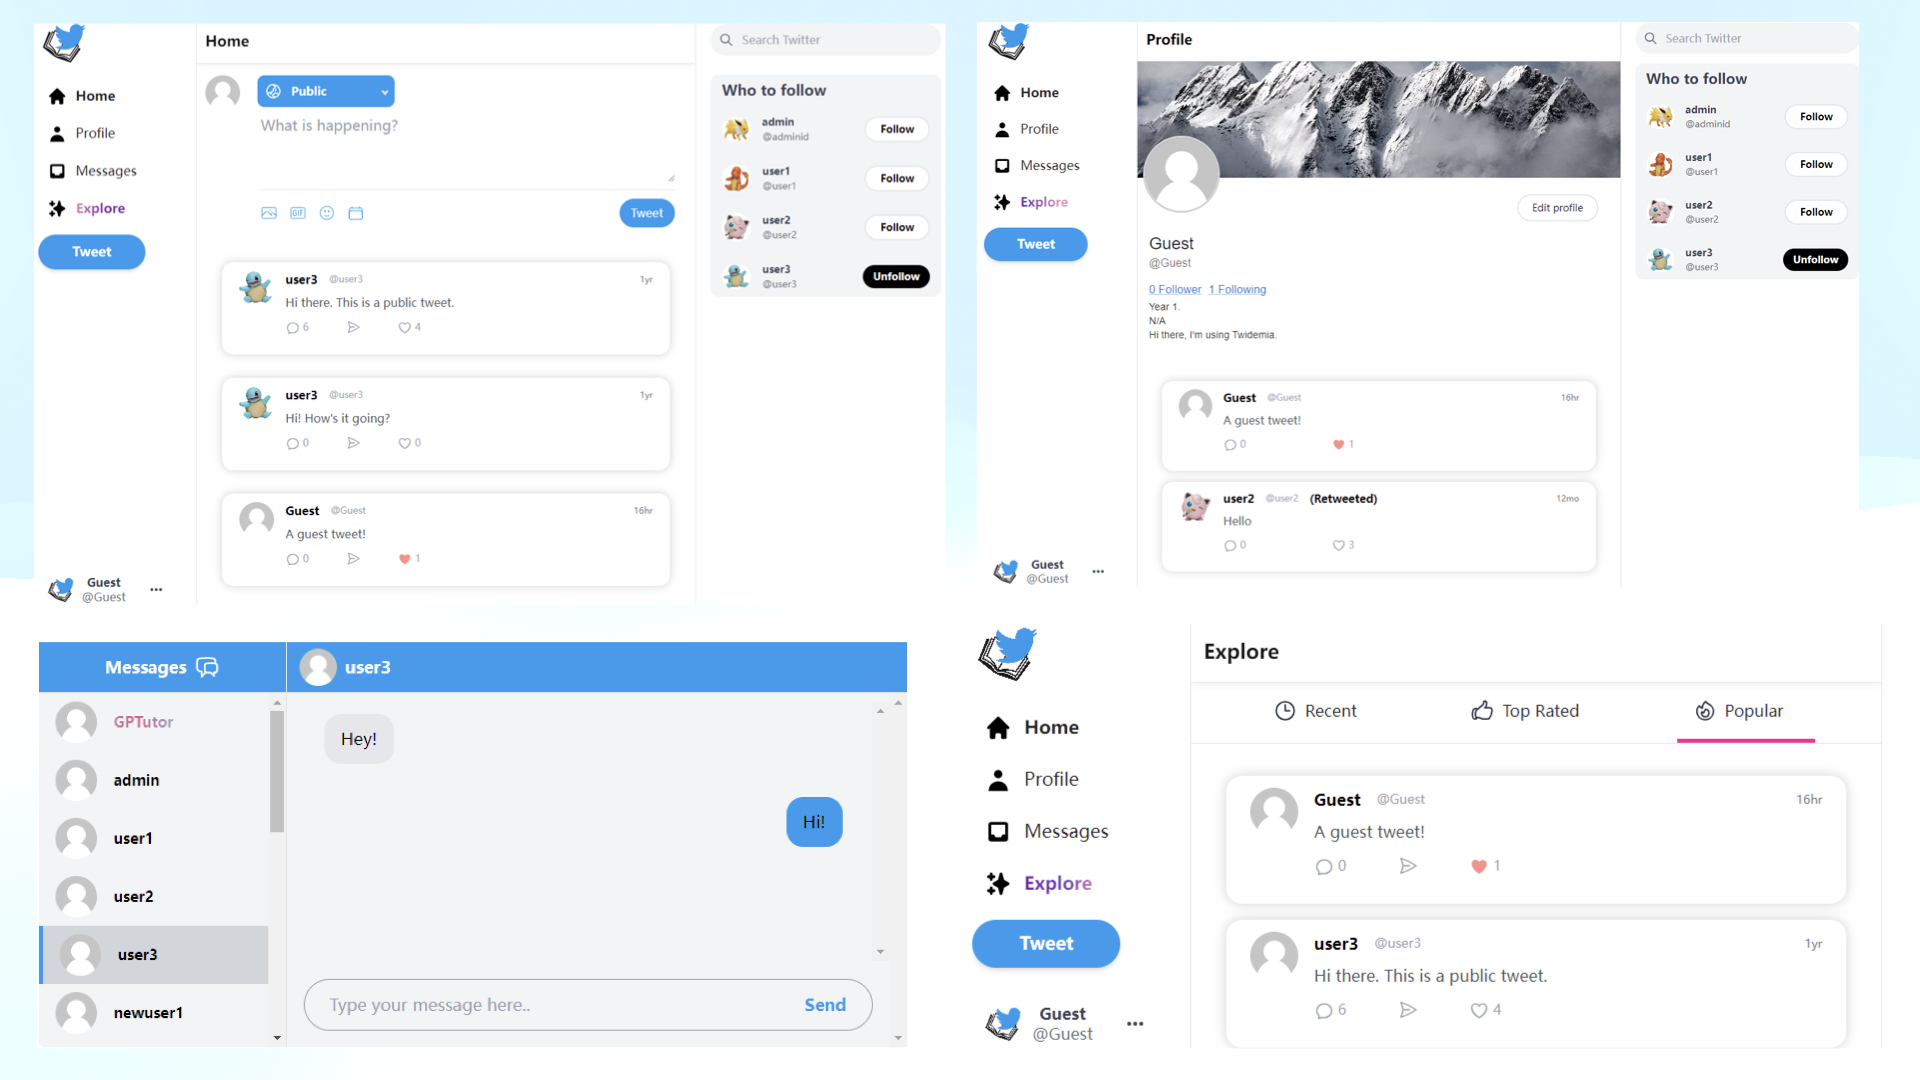 Home
Home
Profile
Messages
Explore
Tweet
Guest
@Guest
Public
What is happening?
GIF
Tweet
user3 @user3 1yr
Hi there. This is a public tweet.
6 4
user3 @user3 1yr
Hi! How's it going?
0 0
Guest @Guest 16hr
A guest tweet!
0 1
Search Twitter
Who to follow
admin
@adminid
Follow
user1
@user1
Follow
user2
@user2
Follow
user3
@user3
Unfollow
Profile
Home
Profile
Messages
Explore
Tweet
Guest
@Guest
Edit profile
Guest
@Guest
0 Follower 1 Following
Year 1.
N/A
Hi there, I'm using Twidemia.
Guest @Guest 16hr
A guest tweet!
0 1
user2 @user2 (Retweeted) 12mo
Hello
0 3
Search Twitter
Who to follow
admin
@adminid
Follow
user1
@user1
Follow
user2
@user2
Follow
user3
@user3
Unfollow
Messages
GPTutor
admin
user1
user2
user3
newuser1
user3
Hey!
Hi!
Type your message here..
Send
Home
Profile
Messages
Explore
Tweet
Guest
@Guest
Explore
Recent Top Rated Popular
Guest @Guest 16hr
A guest tweet!
0 1
user3 @user3 1yr
Hi there. This is a public tweet.
6 4